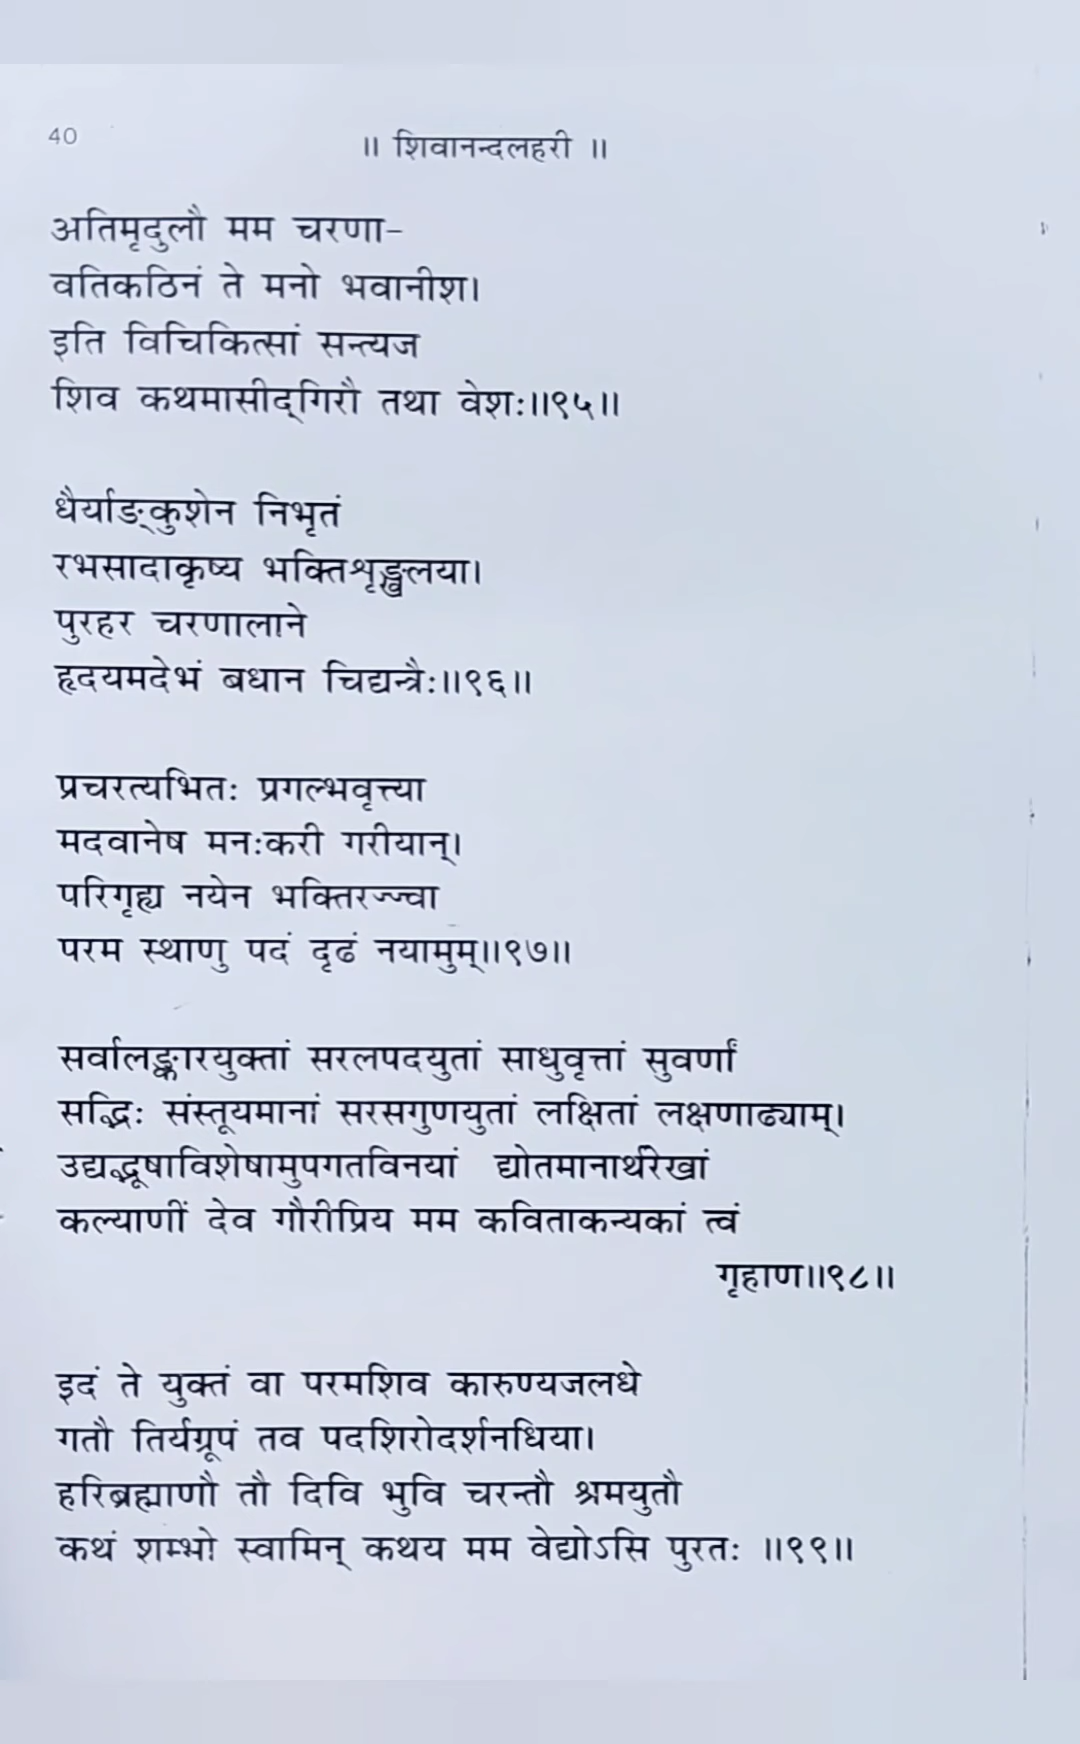 40
॥ शिवानन्दलहरी ॥
अतिमृदुलौ मम चरणा-
वतिकठिनं ते मनो भवानीश।
इति विचिकित्सां सन्त्यज
शिव कथमासीद्‌गिरौ तथा वेशः॥९५॥
धैर्याङ्‌कुशेन निभृतं
रभसादाकृष्य भक्तिशृङ्खलया।
पुरहर चरणालाने
हृदयमदेभं बधान चिद्यन्त्रैः॥९६॥
प्रचरत्यभितः प्रगल्भवृत्त्या
मदवानेष मनःकरी गरीयान्।
परिगृह्य नयेन भक्तिरज्ज्वा
परम स्थाणु पदं दृढं नयामुम्॥९७॥
सर्वालङ्कारयुक्तां सरलपदयुतां साधुवृत्तां सुवर्णां
सद्भिः संस्तूयमानां सरसगुणयुतां लक्षितां लक्षणाढ्याम्।
उद्यद्भूषाविशेषामुपगतविनयां द्योतमानार्थरेखां
कल्याणीं देव गौरीप्रिय मम कविताकन्यकां त्वं
गृहाण॥९८॥
इदं ते युक्तं वा परमशिव कारुण्यजलधे
गतौ तिर्यग्रूपं तव पदशिरोदर्शनधिया।
हरिब्रह्माणौ तौ दिवि भुवि चरन्तौ श्रमयुतौ
कथं शम्भो स्वामिन् कथय मम वेद्योऽसि पुरतः ॥९९॥